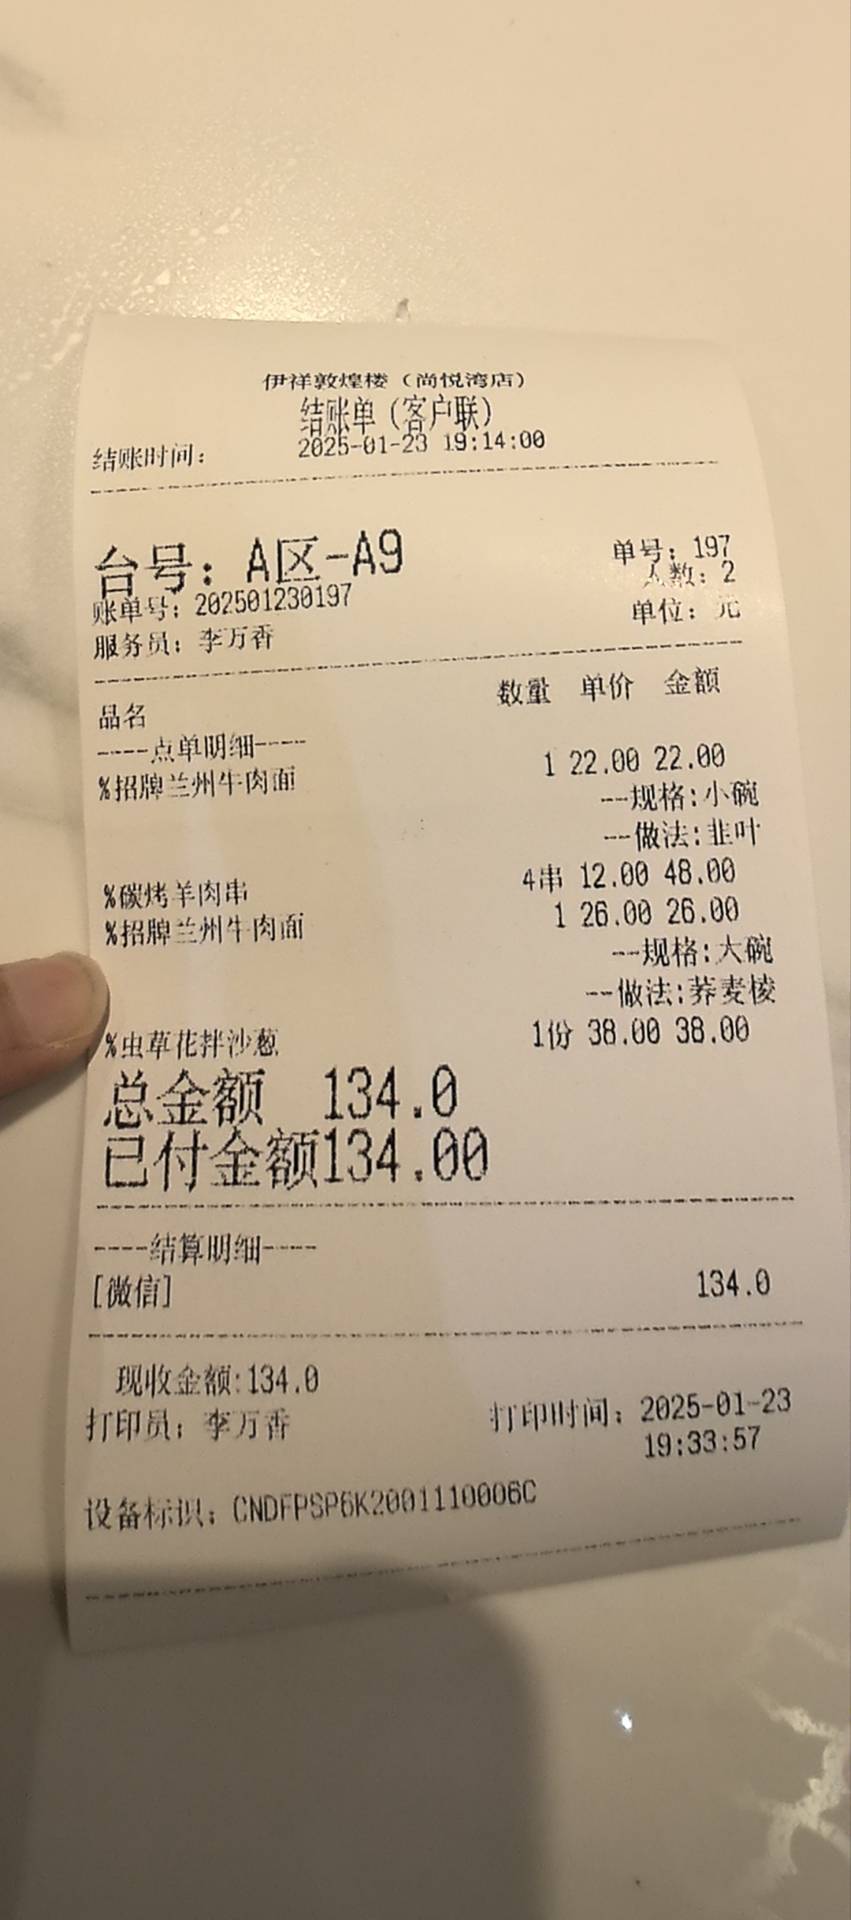 伊祥敦煌楼（尚悦湾店）
结账单（客户联）
结账时间： 2025-01-23 19:14:00
台号：A区-A9 单号：197
人数：2
账单号：202501230197 单位：元
服务员：李万香
品名 数量 单价 金额
----点单明细----
%招牌兰州牛肉面 1 22.00 22.00
--规格:小碗
--做法:韭叶
%碳烤羊肉串 4串 12.00 48.00
%招牌兰州牛肉面 1 26.00 26.00
--规格:大碗
--做法:荞麦棱
%虫草花拌沙葱 1份 38.00 38.00
总金额 134.0
已付金额134.00
----结算明细----
[微信] 134.0
现收金额:134.0
打印员：李万香 打印时间：2025-01-23
19:33:57
设备标识：CNDFPSP6K2001110006C